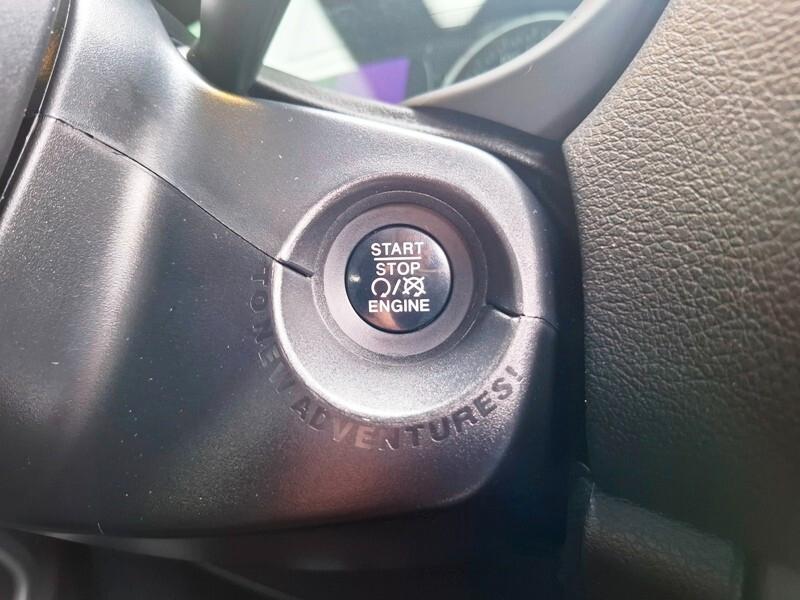 START
STOP
/
ENGINE
TO NEW ADVENTURES!